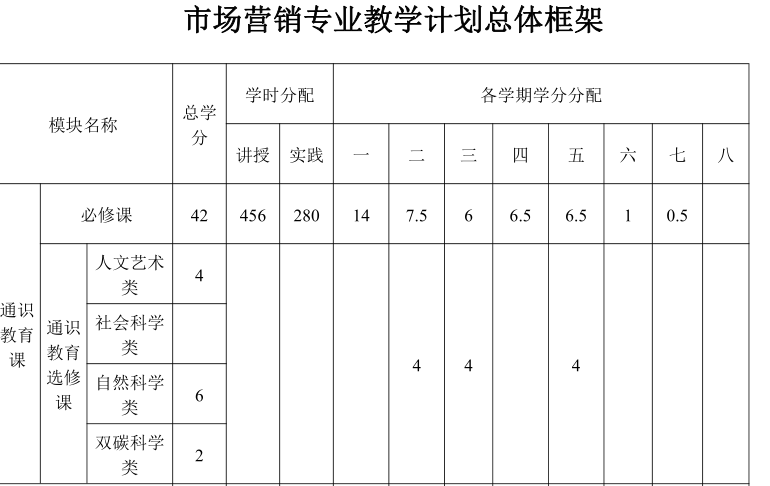 市场营销专业教学计划总体框架
模块名称 总学分 学时分配 各学期学分分配
讲授 实践 一 二 三 四 五 六 七 八
通识教育课 必修课 42 456 280 14 7.5 6 6.5 6.5 1 0.5
通识教育选修课 人文艺术类 4 4 4 4
社会科学类
自然科学类 6
双碳科学类 2